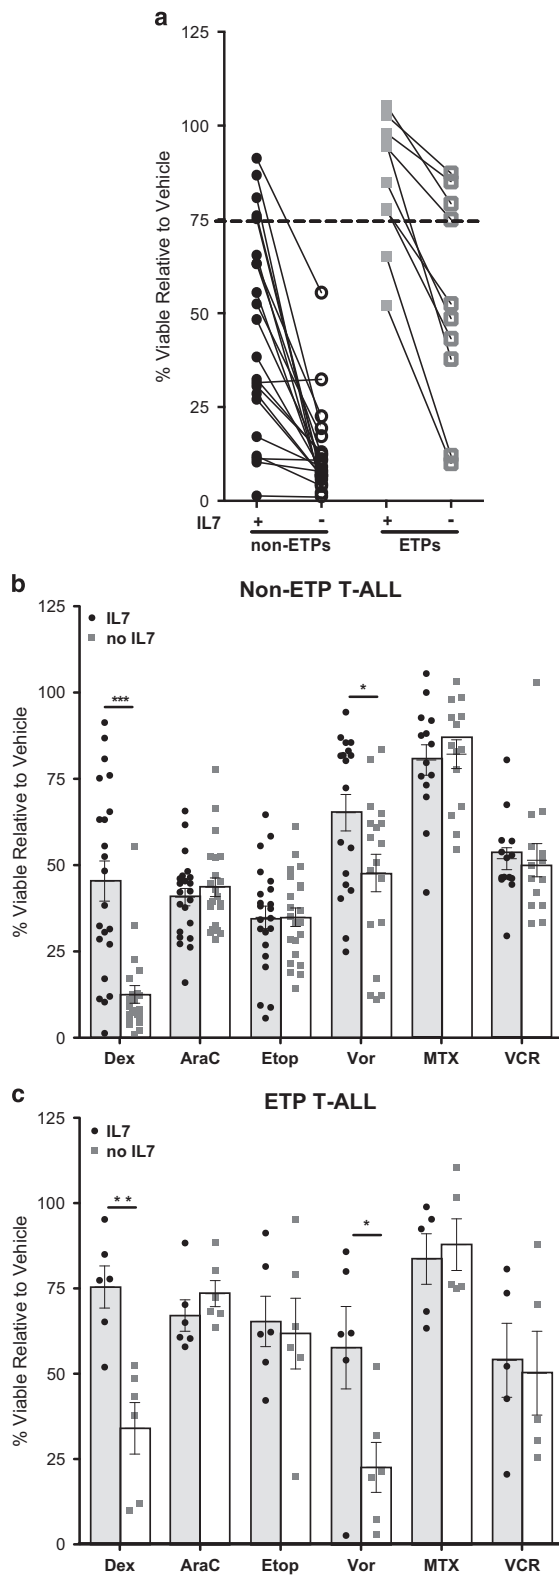 a
125
100
75
50
25
0
% Viable Relative to Vehicle
IL7 + - + -
non-ETPs ETPs
b
Non-ETP T-ALL
IL7
no IL7
125
100
75
50
25
0
% Viable Relative to Vehicle
*** *
Dex AraC Etop Vor MTX VCR
c
ETP T-ALL
IL7
no IL7
125
100
75
50
25
0
% Viable Relative to Vehicle
* * *
Dex AraC Etop Vor MTX VCR